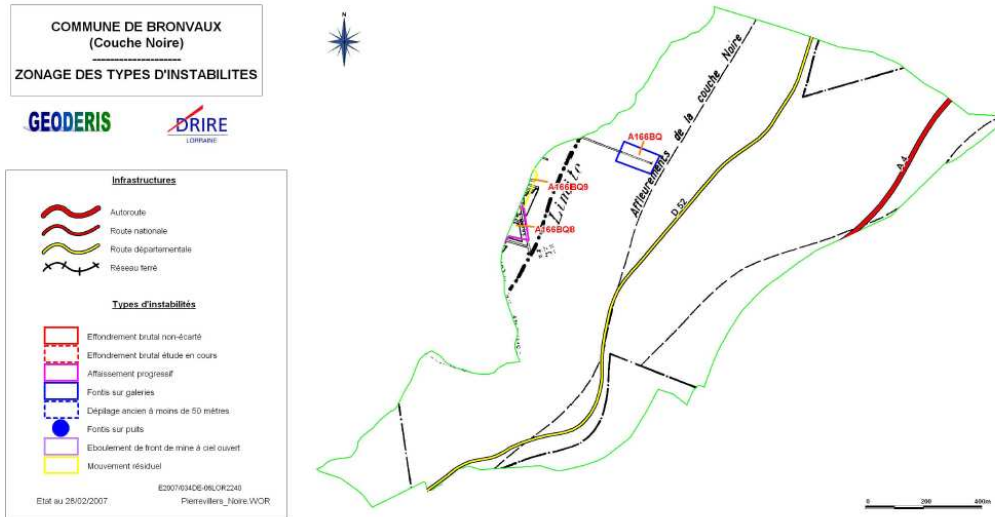 COMMUNE DE BRONVAUX
(Couche Noire)
--------------------
ZONAGE DES TYPES D'INSTABILITES
GEODERIS
DRIRE
LORRAINE
Infrastructures
Autoroute
Route nationale
Route départementale
Réseau ferré
Types d'instabilités
Effondrement brutal non-écarté
Effondrement brutal étude en cours
Affaissement progressif
Fontis sur galeries
Dépilage ancien à moins de 50 mètres
Fontis sur puits
Eboulement de front de mine à ciel ouvert
Mouvement résiduel
E2007/034DE-06LOR2240
Etat au 28/02/2007
Pierrevillers_Noire.WOR
N
A166BQ
A166BQ9
A166BQ8
Limite
Affleurements de la couche Noire
D 52
A 4
0 200 400m